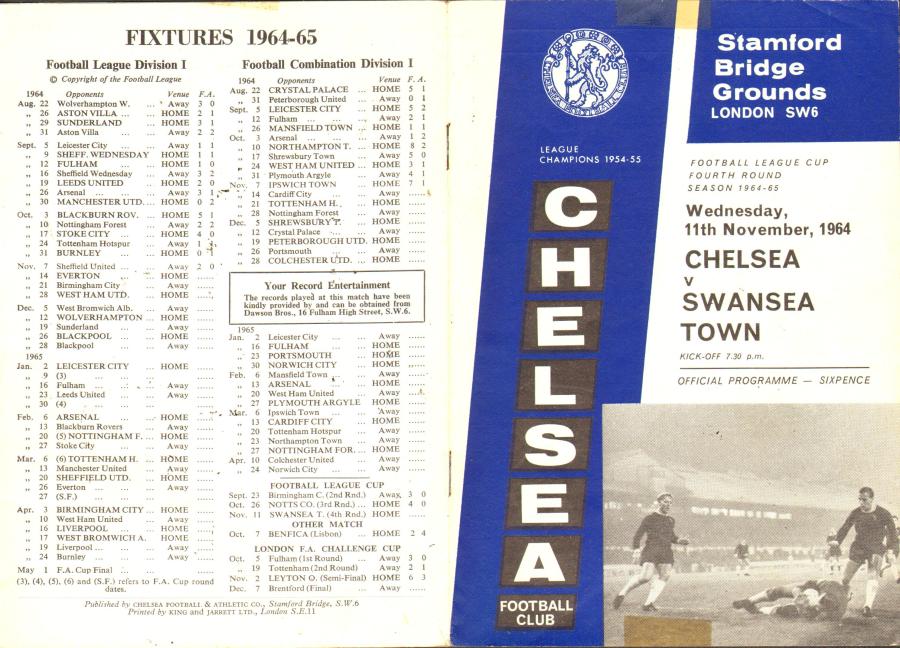 FIXTURES 1964-65
Football League Division I
© Copyright of the Football League
1964 Opponents Venue F. A.
Aug. 22 Wolverhampton W. ... Away 3 0
„ 26 ASTON VILLA ... ... HOME 2 1
„ 29 SUNDERLAND ... HOME 3 1
„ 31 Aston Villa ... Away 2 2
Sept. 5 Leicester City ... Away 1 1
„ 9 SHEFF. WEDNESDAY HOME 1 1
„ 12 FULHAM ... ... HOME 1 0
„ 16 Sheffield Wednesday Away 3 2
„ 19 LEEDS UNITED ... HOME 2 0
„ 26 Arsenal ... ... Away 3 1
„ 30 MANCHESTER UTD. ... HOME 0 2
Oct. 3 BLACKBURN ROV. ... HOME 5 1
„ 10 Nottingham Forest ... Away 2 2
„ 17 STOKE CITY ... HOME 4 0
„ 24 Tottenham Hotspur ... Away 1
„ 31 BURNLEY ... HOME 0 1
Nov. 7 Sheffield United ... ... Away 2 0
„ 14 EVERTON ... ... HOME ......
„ 21 Birmingham City ... Away ......
„ 28 WEST HAM UTD. ... HOME ......
Dec. 5 West Bromwich Alb. ... Away ......
„ 12 WOLVERHAMPTON ... HOME ......
„ 19 Sunderland ... Away ......
„ 26 BLACKPOOL ... HOME ......
„ 28 Blackpool ... Away ......
1965
Jan. 2 LEICESTER CITY ... HOME ......
„ 9 (3) ... ... ...
„ 16 Fulham ... ... Away ......
„ 23 Leeds United ... Away ......
„ 30 (4) ... ... ...
Feb. 6 ARSENAL ... ... HOME ......
„ 13 Blackburn Rovers ... Away ......
„ 20 (5) NOTTINGHAM F. ... HOME ......
„ 27 Stoke City ... Away ......
Mar. 6 (6) TOTTENHAM H. ... HOME ......
„ 13 Manchester United ... Away ......
„ 20 SHEFFIELD UTD. ... HOME ......
„ 26 Everton ... ... Away ......
27 (S.F.) ... ... ...
Apr. 3 BIRMINGHAM CITY ... HOME ......
„ 10 West Ham United ... Away ......
„ 16 LIVERPOOL ... HOME ......
„ 17 WEST BROMWICH A. HOME ......
„ 19 Liverpool ... ... Away ......
„ 24 Burnley ... ... Away ......
May 1 F.A. Cup Final ... ...
(3), (4), (5), (6) and (S.F.) refers to F.A. Cup round
dates.
Football Combination Division I
1964 Opponents Venue F. A.
Aug. 22 CRYSTAL PALACE ... HOME 5 1
„ 31 Peterborough United ... Away 0 1
Sept. 5 LEICESTER CITY ... HOME 5 2
„ 12 Fulham ... ... Away 2 1
„ 26 MANSFIELD TOWN ... HOME 1 1
Oct. 3 Arsenal ... ... Away 1 2
„ 10 NORTHAMPTON T. ... HOME 8 2
„ 17 Shrewsbury Town ... Away 5 0
„ 24 WEST HAM UNITED ... HOME 3 1
„ 31 Plymouth Argyle ... Away 4 1
Nov. 7 IPSWICH TOWN ... HOME 7 1
„ 14 Cardiff City ... Away ......
„ 21 TOTTENHAM H. ... HOME ......
„ 28 Nottingham Forest ... Away ......
Dec. 5 SHREWSBURY T. ... HOME ......
„ 12 Crystal Palace ... Away ......
„ 19 PETERBOROUGH UTD. HOME ......
„ 26 Portsmouth ... Away ......
„ 28 COLCHESTER UTD. ... HOME ......
Your Record Entertainment
The records played at this match have been
kindly provided by and can be obtained from
Dawson Bros., 16 Fulham High Street, S.W.6.
1965
Jan. 2 Leicester City ... Away ......
„ 16 FULHAM ... ... HOME ......
„ 23 PORTSMOUTH ... HOME ......
„ 30 NORWICH CITY ... HOME ......
Feb. 6 Mansfield Town ... Away ......
„ 13 ARSENAL ... ... HOME ......
„ 20 West Ham United ... Away ......
„ 27 PLYMOUTH ARGYLE HOME ......
Mar. 6 Ipswich Town ... Away ......
„ 13 CARDIFF CITY ... HOME ......
„ 20 Tottenham Hotspur ... Away ......
„ 23 Northampton Town ... Away ......
„ 27 NOTTINGHAM FOR. ... HOME ......
Apr. 10 Colchester United ... Away ......
„ 24 Norwich City ... Away ......
FOOTBALL LEAGUE CUP
Sept. 23 Birmingham C. (2nd Rnd.) Away 3 0
Oct. 26 NOTTS CO. (3rd Rnd.) ... HOME 4 0
Nov. 11 SWANSEA T. (4th Rnd.) HOME ......
OTHER MATCH
Oct. 7 BENFICA (Lisbon) ... HOME 2 4
LONDON F.A. CHALLENGE CUP
Oct. 5 Fulham (1st Round) ... Away 3 0
„ 19 Tottenham (2nd Round) Away 2 1
Nov. 2 LEYTON O. (Semi-Final) HOME 6 3
Dec. 7 Brentford (Final) ... Away ......
Published by CHELSEA FOOTBALL & ATHLETIC CO., Stamford Bridge, S.W.6
Printed by KING and JARRETT LTD., London S.E.11
LEAGUE
CHAMPIONS 1954-55
CHELSEA
FOOTBALL
CLUB
Stamford
Bridge
Grounds
LONDON SW6
FOOTBALL LEAGUE CUP
FOURTH ROUND
SEASON 1964-65
Wednesday,
11th November, 1964
CHELSEA
v
SWANSEA
TOWN
KICK-OFF 7.30 p.m.
OFFICIAL PROGRAMME — SIXPENCE